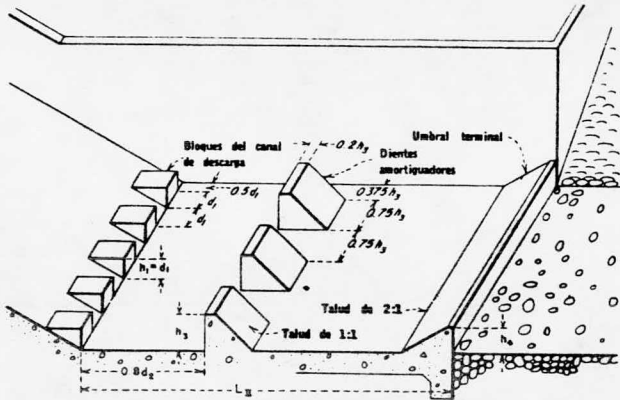 Bloques del canal
de descarga
0.2h₃
Umbral terminal
Dientes
amortiguadores
0.5d₁
d₁
d₁
0.375h₃
0.75h₃
0.75h₃
h₁=d₁
h₃
Talud de 1:1
Talud de 2:1
h₄
0.8d₂
L III